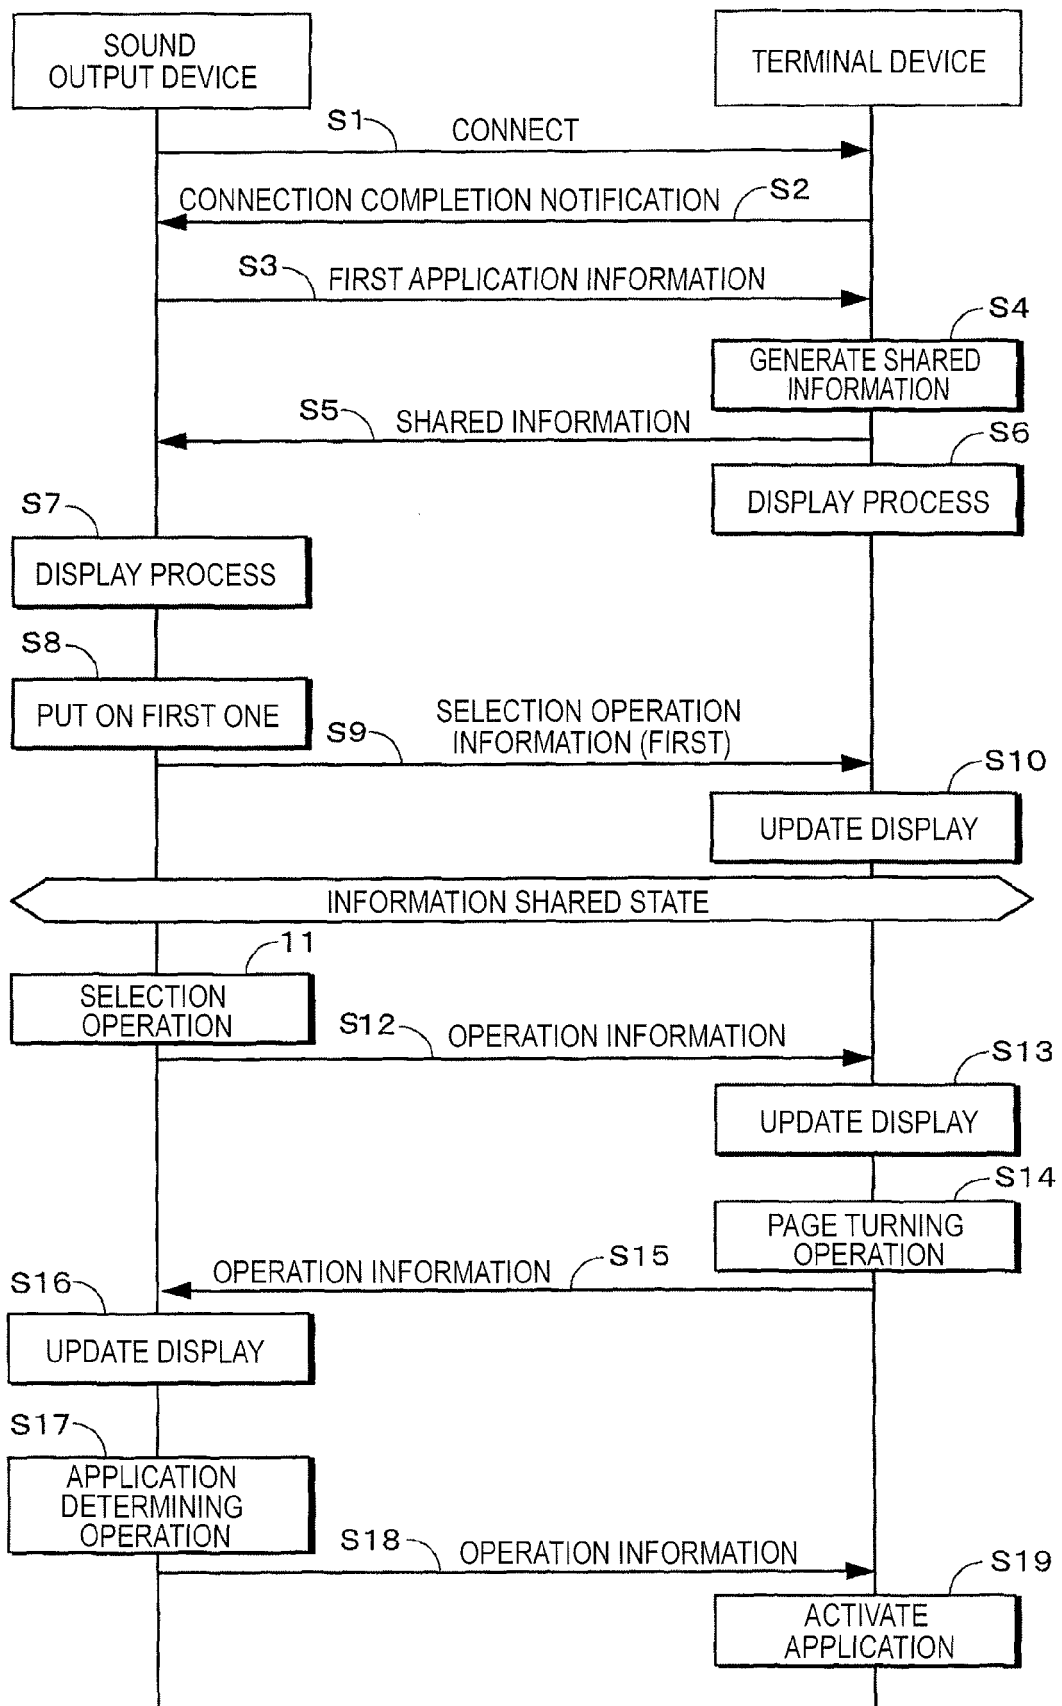 SOUND
OUTPUT DEVICE
TERMINAL DEVICE
S1
CONNECT
S2
CONNECTION COMPLETION NOTIFICATION
S3
FIRST APPLICATION INFORMATION
S4
GENERATE SHARED
INFORMATION
S5
SHARED INFORMATION
S6
DISPLAY PROCESS
S7
DISPLAY PROCESS
S8
PUT ON FIRST ONE
S9
SELECTION OPERATION
INFORMATION (FIRST)
S10
UPDATE DISPLAY
INFORMATION SHARED STATE
11
SELECTION
OPERATION
S12
OPERATION INFORMATION
S13
UPDATE DISPLAY
S14
PAGE TURNING
OPERATION
S15
OPERATION INFORMATION
S16
UPDATE DISPLAY
S17
APPLICATION
DETERMINING
OPERATION
S18
OPERATION INFORMATION
S19
ACTIVATE
APPLICATION